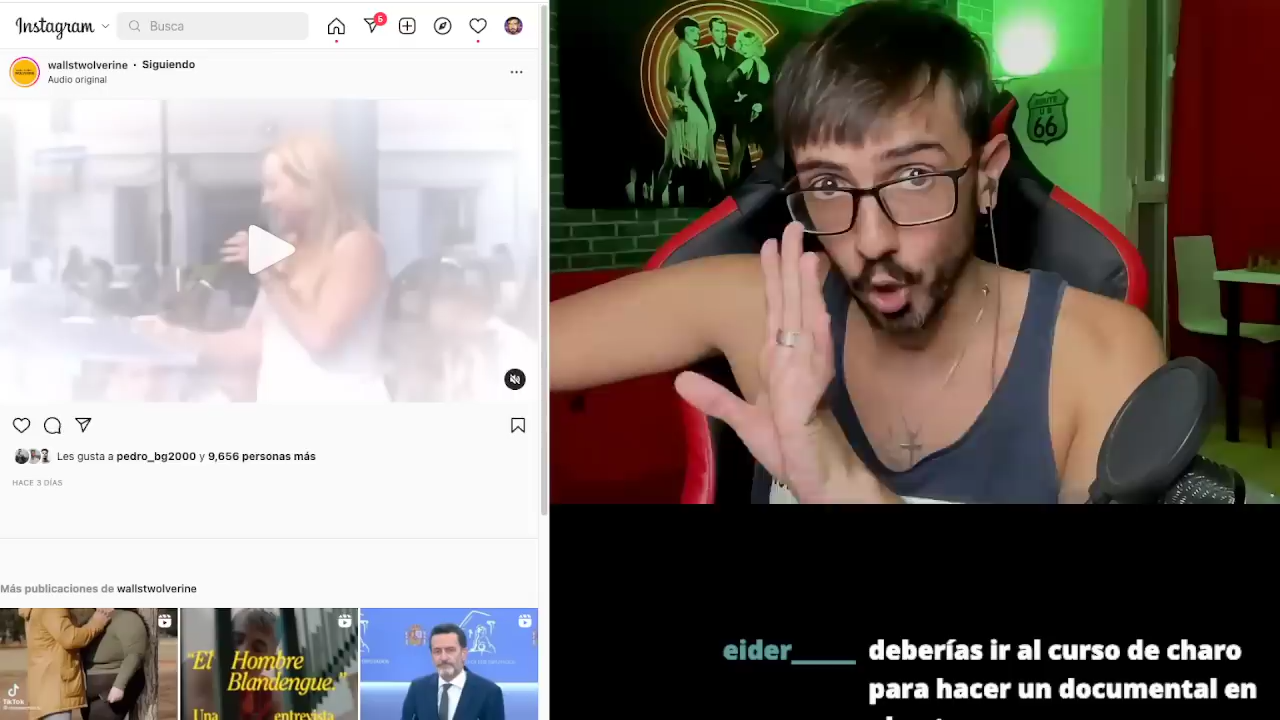 Instagram
Busca
5
wallstwolverine · Siguiendo
Audio original
Les gusta a pedro_bg2000 y 9,656 personas más
HACE 3 DÍAS
Más publicaciones de wallstwolverine
TikTok
"El Hombre
Blandengue."
Una entrevista
ROUTE
U S
66
eider_____ deberías ir al curso de charo
para hacer un documental en